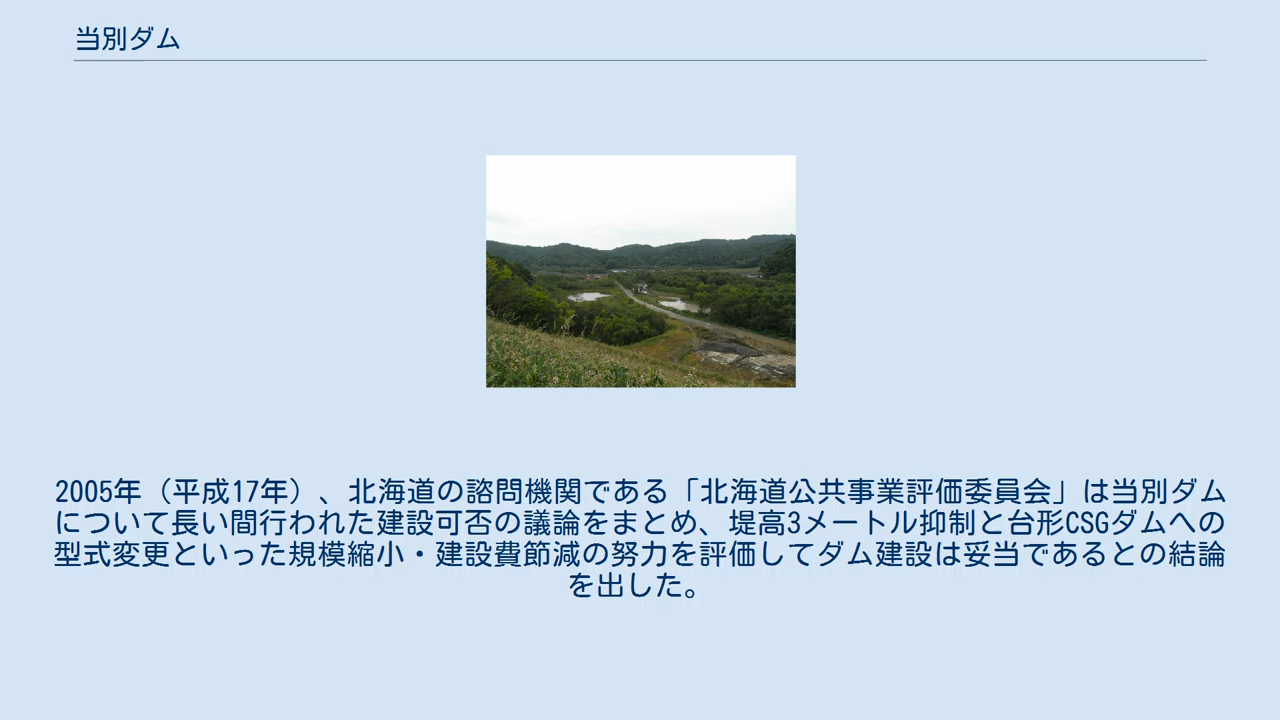 当別ダム
2005年（平成17年）、北海道の諮問機関である「北海道公共事業評価委員会」は当別ダム
について長い間行われた建設可否の議論をまとめ、堤高3メートル抑制と台形CSGダムへの
型式変更といった規模縮小・建設費節減の努力を評価してダム建設は妥当であるとの結論
を出した。